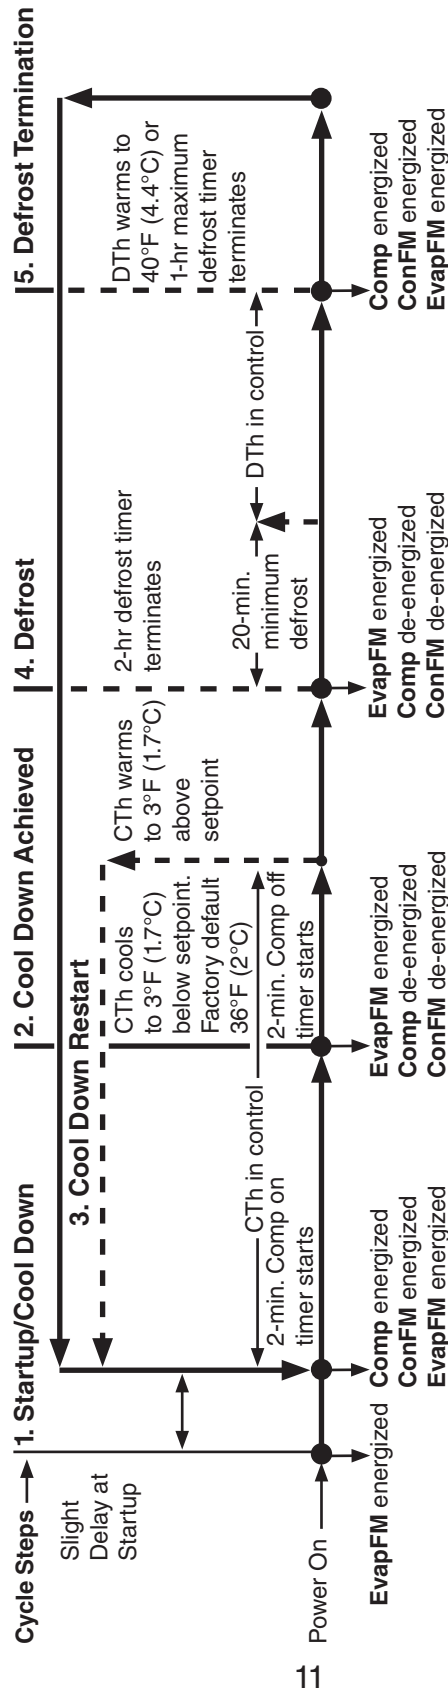 Cycle Steps
1. Startup/Cool Down
2. Cool Down Achieved
4. Defrost
5. Defrost Termination
3. Cool Down Restart
Slight
Delay at
Startup
CTh cools
to 3°F (1.7°C)
below setpoint.
Factory default
36°F (2°C)
CTh warms
to 3°F (1.7°C)
above
setpoint
2-hr defrost timer
terminates
DTh warms to
40°F (4.4°C) or
1-hr maximum
defrost timer
terminates
CTh in control
2-min. Comp on
timer starts
2-min. Comp off
timer starts
20-min.
minimum
defrost
DTh in control
Power On
EvapFM energized
Comp energized
ConFM energized
EvapFM energized
EvapFM energized
Comp de-energized
ConFM de-energized
EvapFM energized
Comp de-energized
ConFM de-energized
Comp energized
ConFM energized
EvapFM energized
11